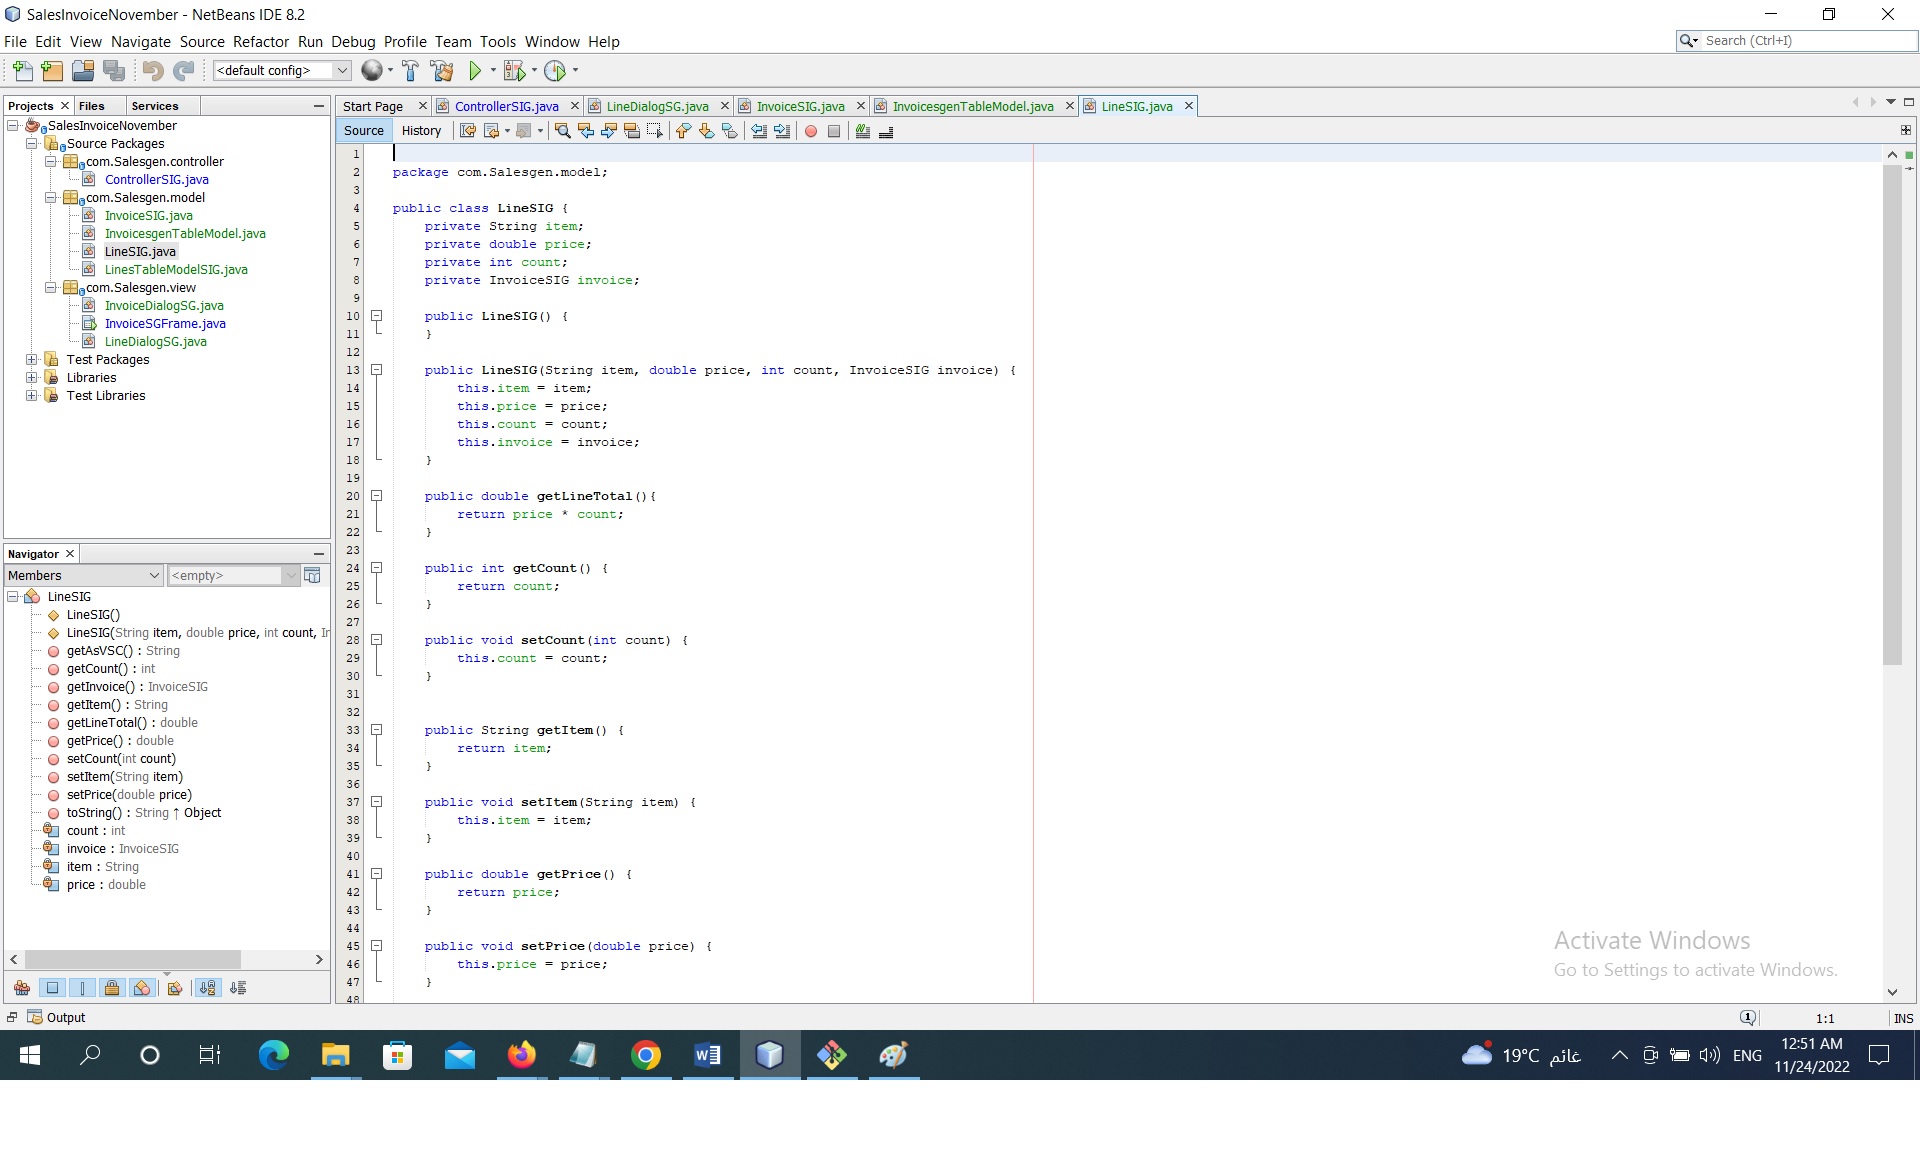 SalesInvoiceNovember - NetBeans IDE 8.2
File Edit View Navigate Source Refactor Run Debug Profile Team Tools Window Help
Search (Ctrl+I)
<default config>
Projects Files Services
SalesInvoiceNovember
Source Packages
com.Salesgen.controller
ControllerSIG.java
com.Salesgen.model
InvoiceSIG.java
InvoicesgenTableModel.java
LineSIG.java
LinesTableModelSIG.java
com.Salesgen.view
InvoiceDialogSG.java
InvoiceSGFrame.java
LineDialogSG.java
Test Packages
Libraries
Test Libraries
Navigator
Members <empty>
LineSIG
LineSIG()
LineSIG(String item, double price, int count, Ir
getAsVSC() : String
getCount() : int
getInvoice() : InvoiceSIG
getItem() : String
getLineTotal() : double
getPrice() : double
setCount(int count)
setItem(String item)
setPrice(double price)
toString() : String ↑ Object
count : int
invoice : InvoiceSIG
item : String
price : double
Start Page ControllerSIG.java LineDialogSG.java InvoiceSIG.java InvoicesgenTableModel.java LineSIG.java
Source History
1
2 package com.Salesgen.model;
3
4 public class LineSIG {
5 private String item;
6 private double price;
7 private int count;
8 private InvoiceSIG invoice;
9
10 public LineSIG() {
11 }
12
13 public LineSIG(String item, double price, int count, InvoiceSIG invoice) {
14 this.item = item;
15 this.price = price;
16 this.count = count;
17 this.invoice = invoice;
18 }
19
20 public double getLineTotal(){
21 return price * count;
22 }
23
24 public int getCount() {
25 return count;
26 }
27
28 public void setCount(int count) {
29 this.count = count;
30 }
31
32
33 public String getItem() {
34 return item;
35 }
36
37 public void setItem(String item) {
38 this.item = item;
39 }
40
41 public double getPrice() {
42 return price;
43 }
44
45 public void setPrice(double price) {
46 this.price = price;
47 }
48
Activate Windows
Go to Settings to activate Windows.
Output
1:1 INS
19°C غائم
ENG
12:51 AM
11/24/2022